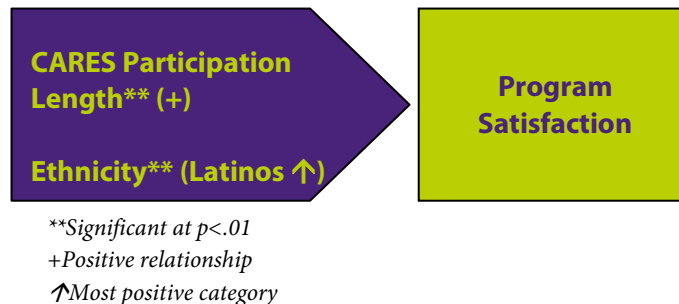 CARES Participation
Length** (+)
Ethnicity** (Latinos ↑)
Program
Satisfaction
**Significant at p<.01
+Positive relationship
↑Most positive category